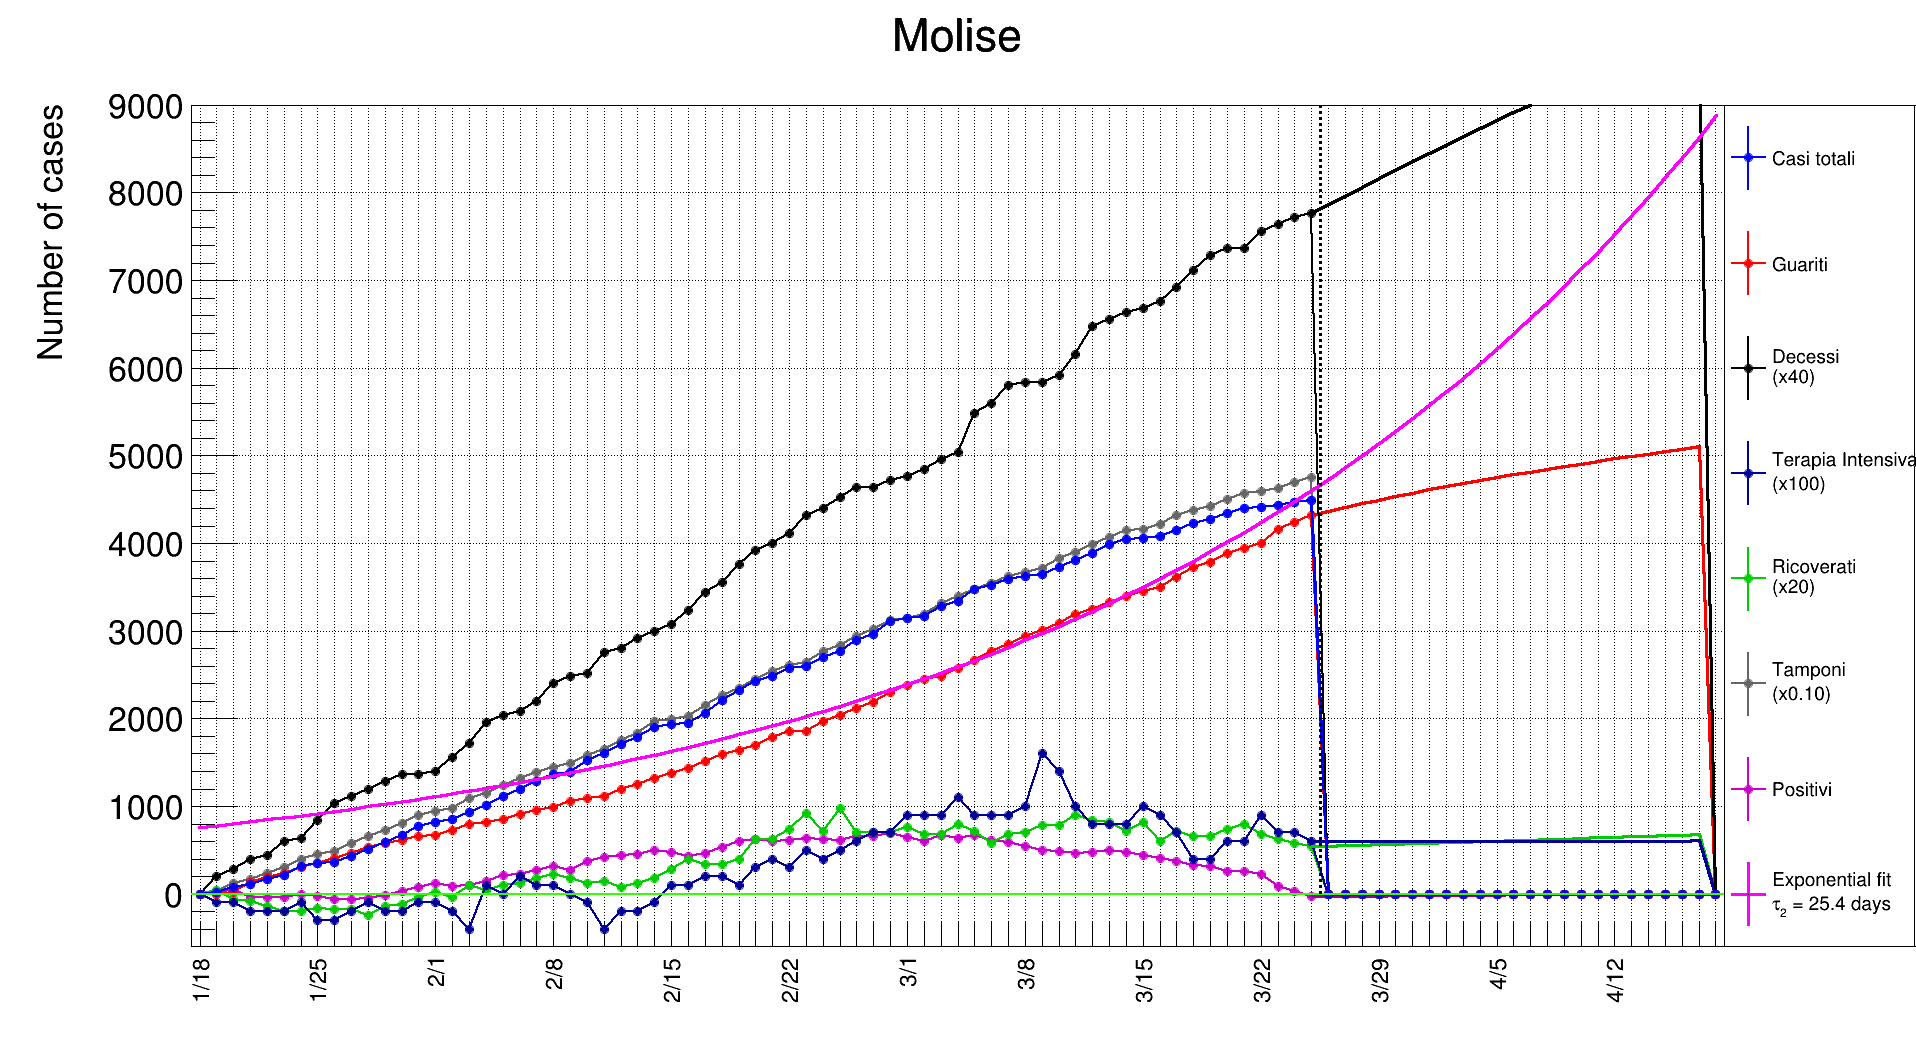 Molise
Number of cases
9000
8000
7000
6000
5000
4000
3000
2000
1000
0
1/18
1/25
2/1
2/8
2/15
2/22
3/1
3/8
3/15
3/22
3/29
4/5
4/12
Casi totali
Guariti
Decessi
(x40)
Terapia Intensiva
(x100)
Ricoverati
(x20)
Tamponi
(x0.10)
Positivi
Exponential fit
τ₂ = 25.4 days